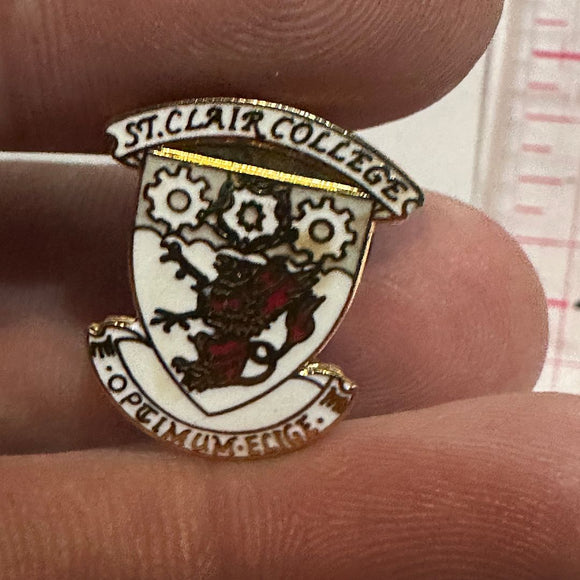 ST. CLAIR COLLEGE
· OPTIMUM · ELIGE ·